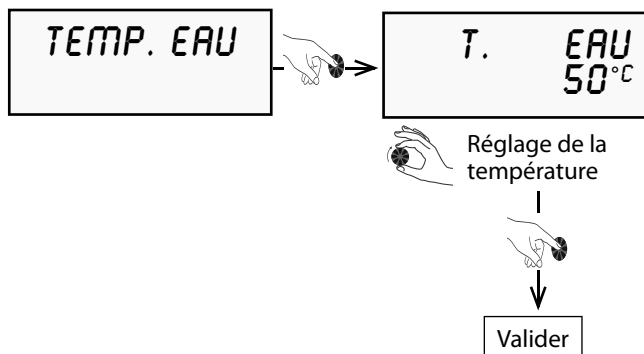 TEMP. EAU
T. EAU
50°C
Réglage de la
température
Valider